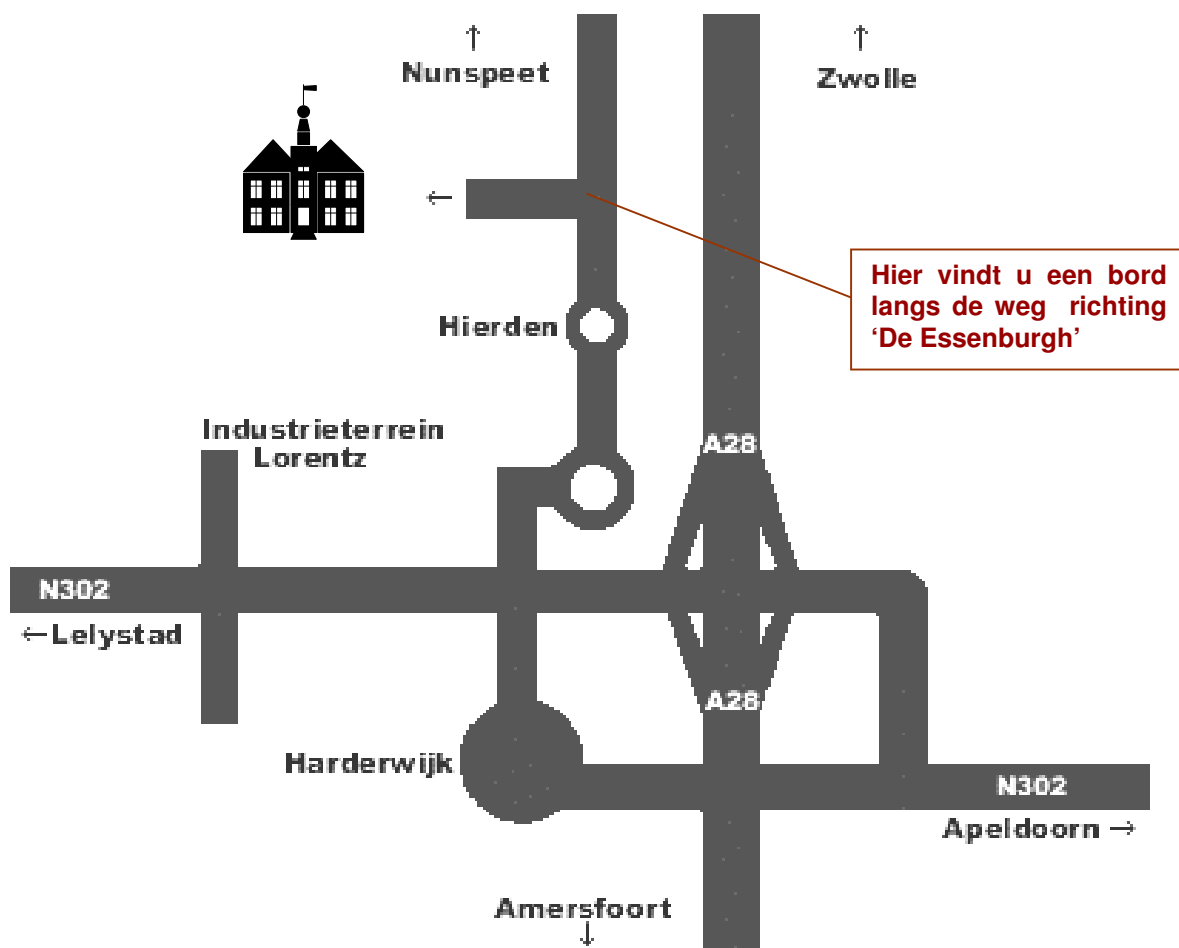 ↑ ↑
Nunspeet Zwolle
←
Hier vindt u een bord
langs de weg richting
‘De Essenburgh’
Hierden
Industrieterrein
Lorentz
A28
N302
←Lelystad
A28
Harderwijk
N302
Apeldoorn →
Amersfoort
↓